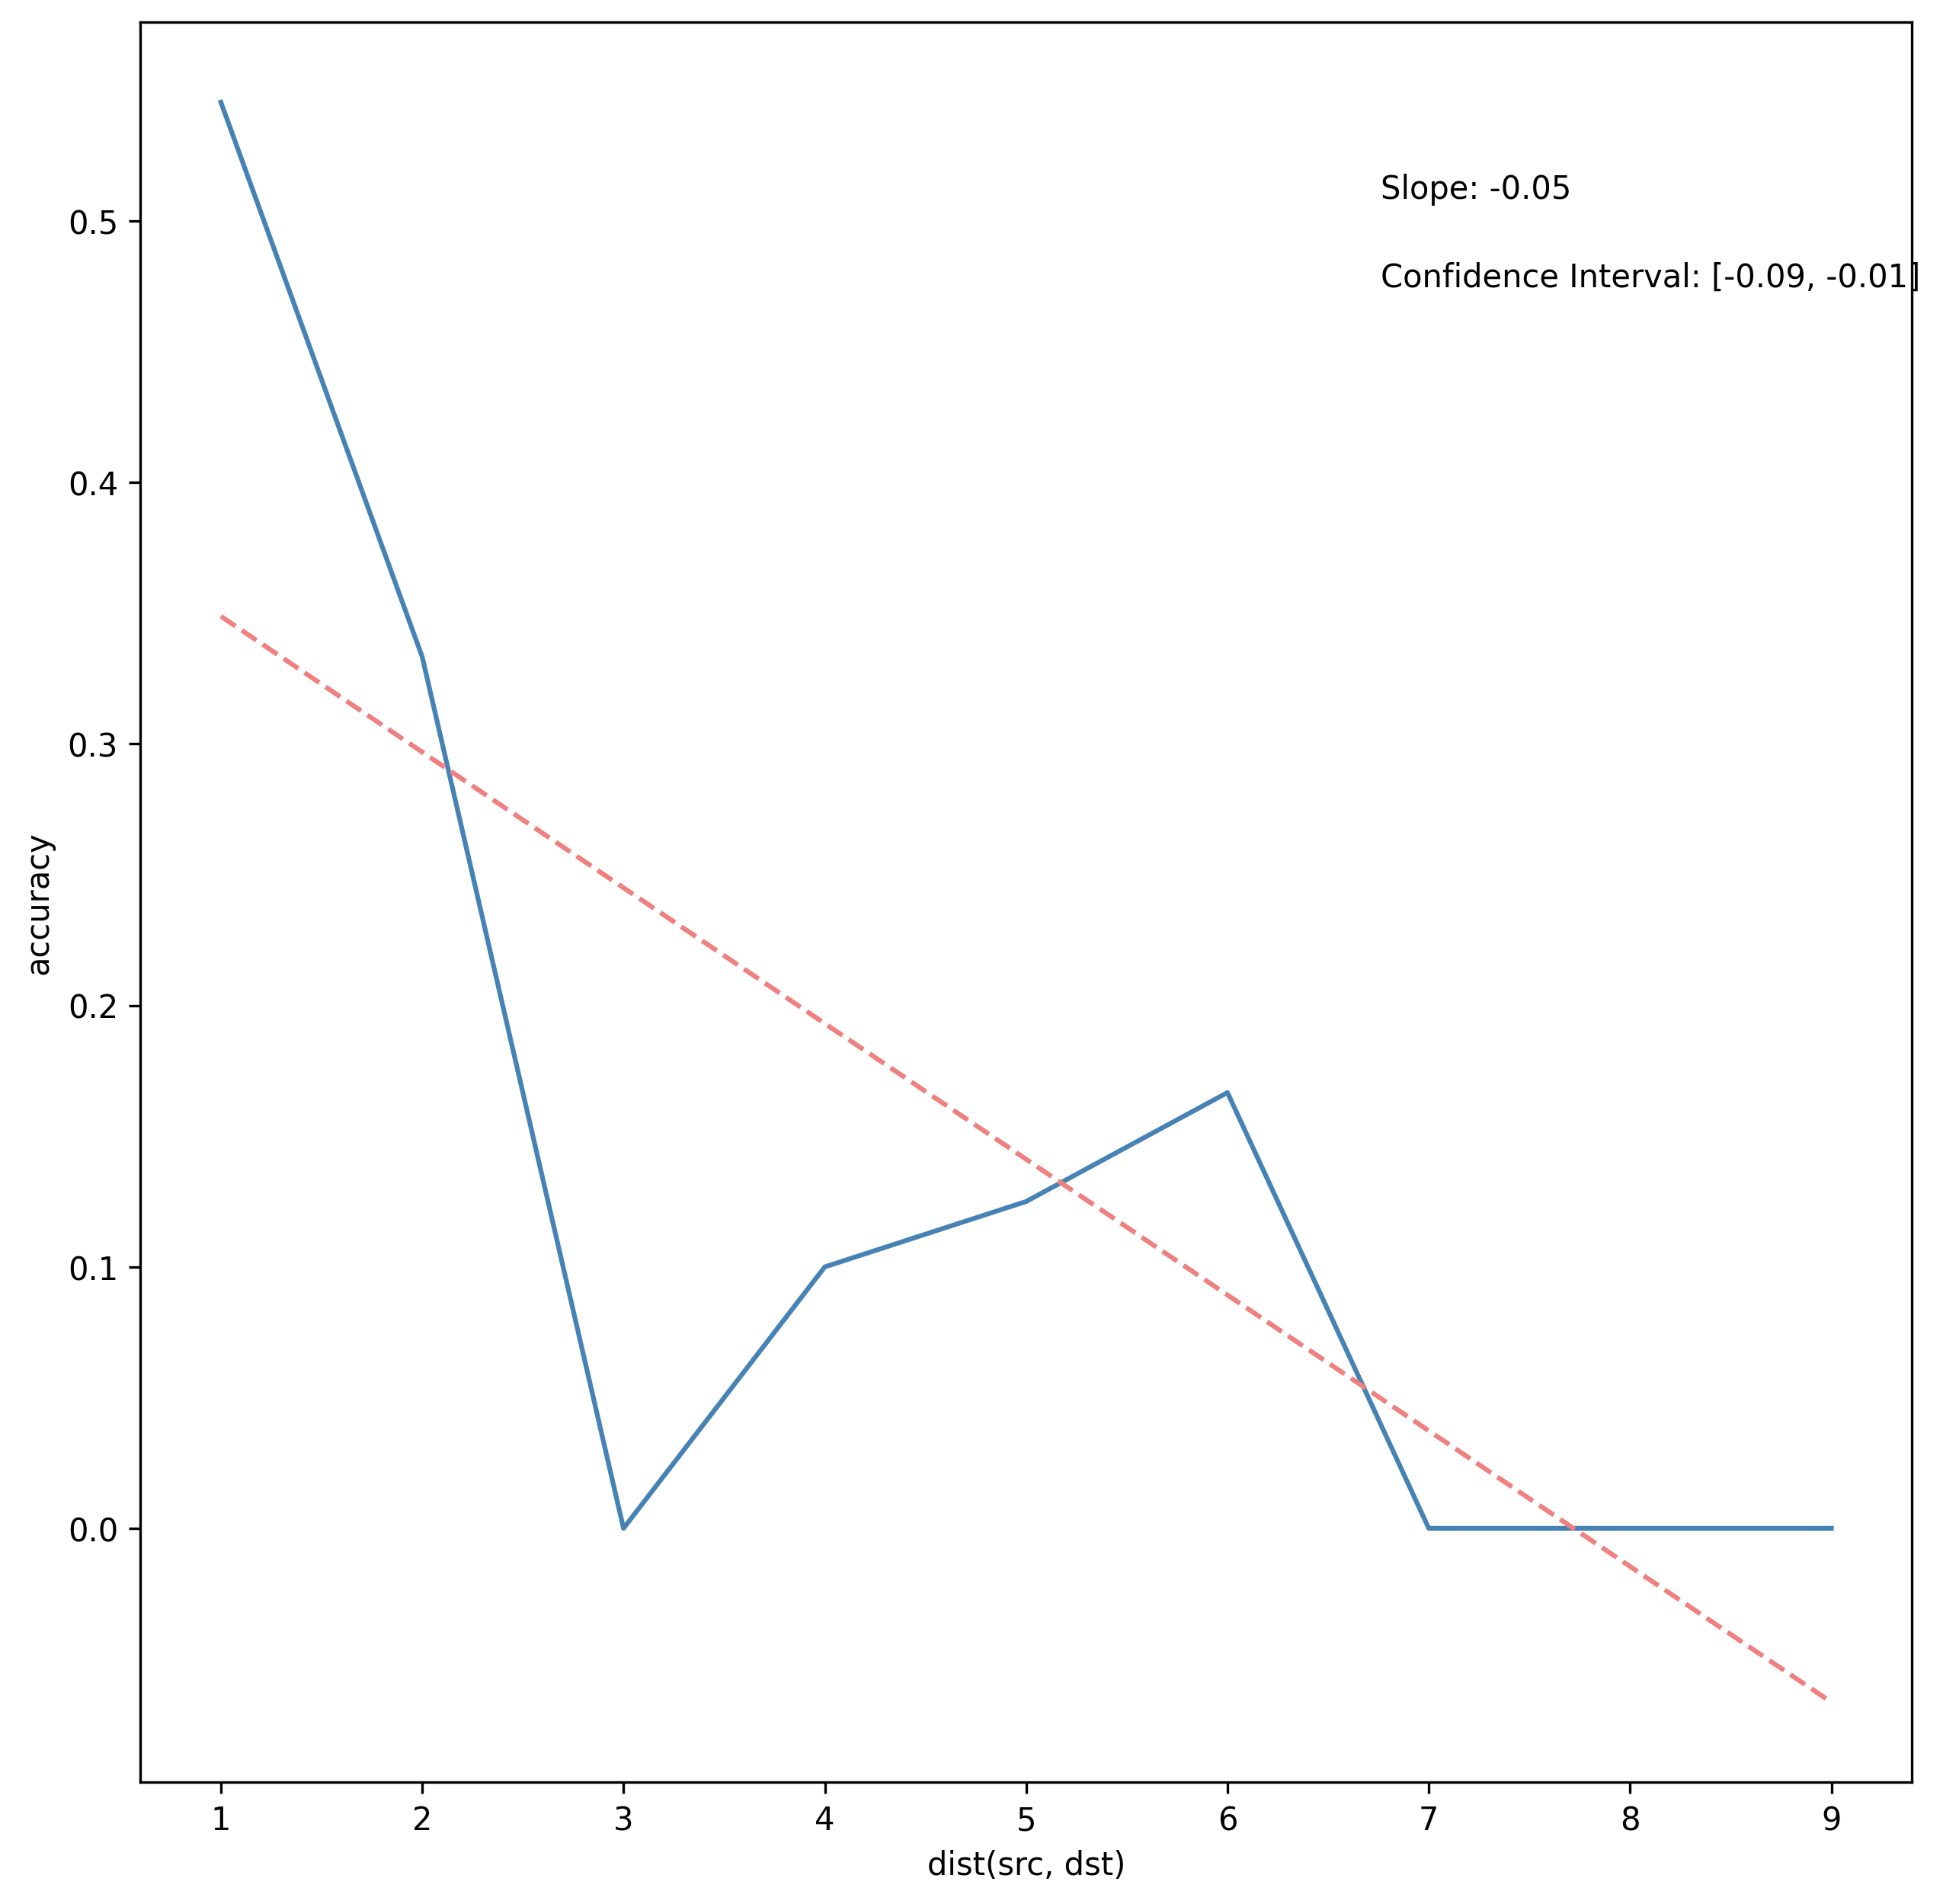 Slope: -0.05
Confidence Interval: [-0.09, -0.01]
accuracy
0.5
0.4
0.3
0.2
0.1
0.0
1 2 3 4 5 6 7 8 9
dist(src, dst)